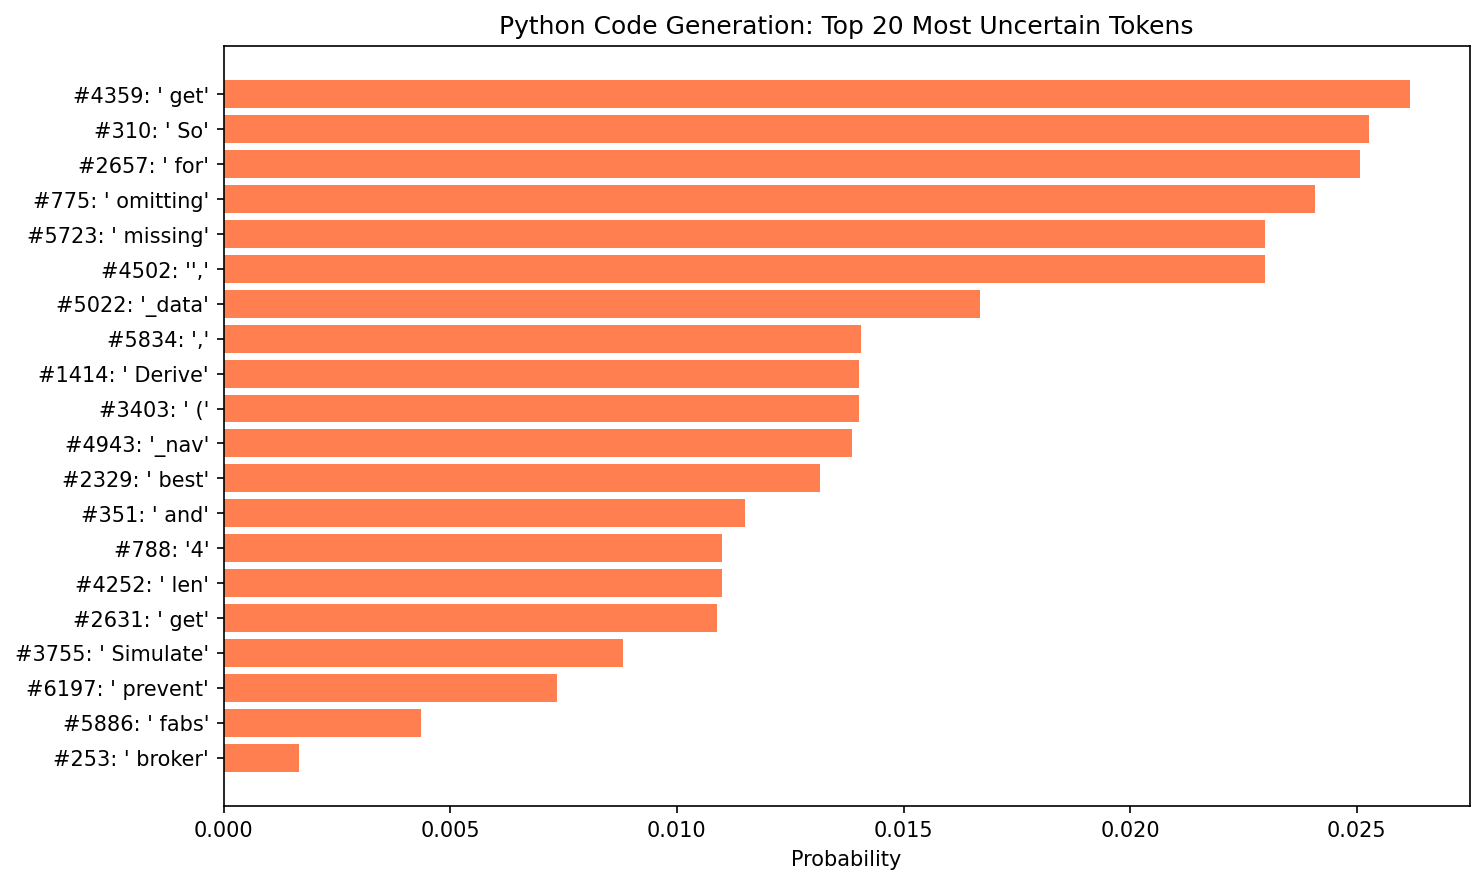 Python Code Generation: Top 20 Most Uncertain Tokens
#4359: ' get'
#310: ' So'
#2657: ' for'
#775: ' omitting'
#5723: ' missing'
#4502: '','
#5022: '_data'
#5834: ','
#1414: ' Derive'
#3403: ' ('
#4943: '_nav'
#2329: ' best'
#351: ' and'
#788: '4'
#4252: ' len'
#2631: ' get'
#3755: ' Simulate'
#6197: ' prevent'
#5886: ' fabs'
#253: ' broker'
0.000 0.005 0.010 0.015 0.020 0.025
Probability